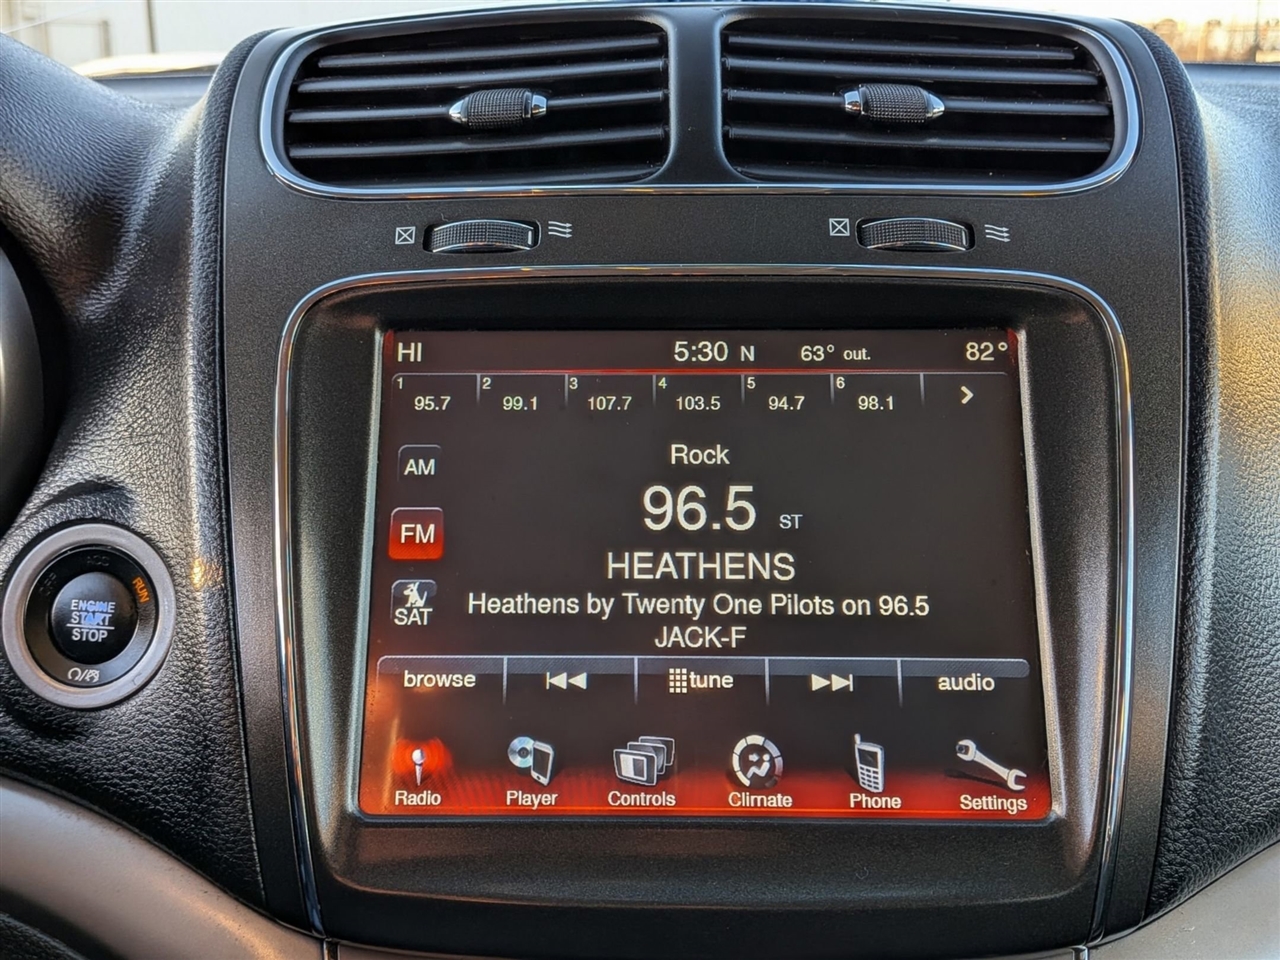 HI 5:30 N 63° out. 82°
1 2 3 4 5 6
95.7 99.1 107.7 103.5 94.7 98.1 >
Rock
AM
96.5 ST
FM
HEATHENS
SAT
Heathens by Twenty One Pilots on 96.5
JACK-F
browse tune audio
Radio Player Controls Climate Phone Settings
RUN
ENGINE
START
STOP